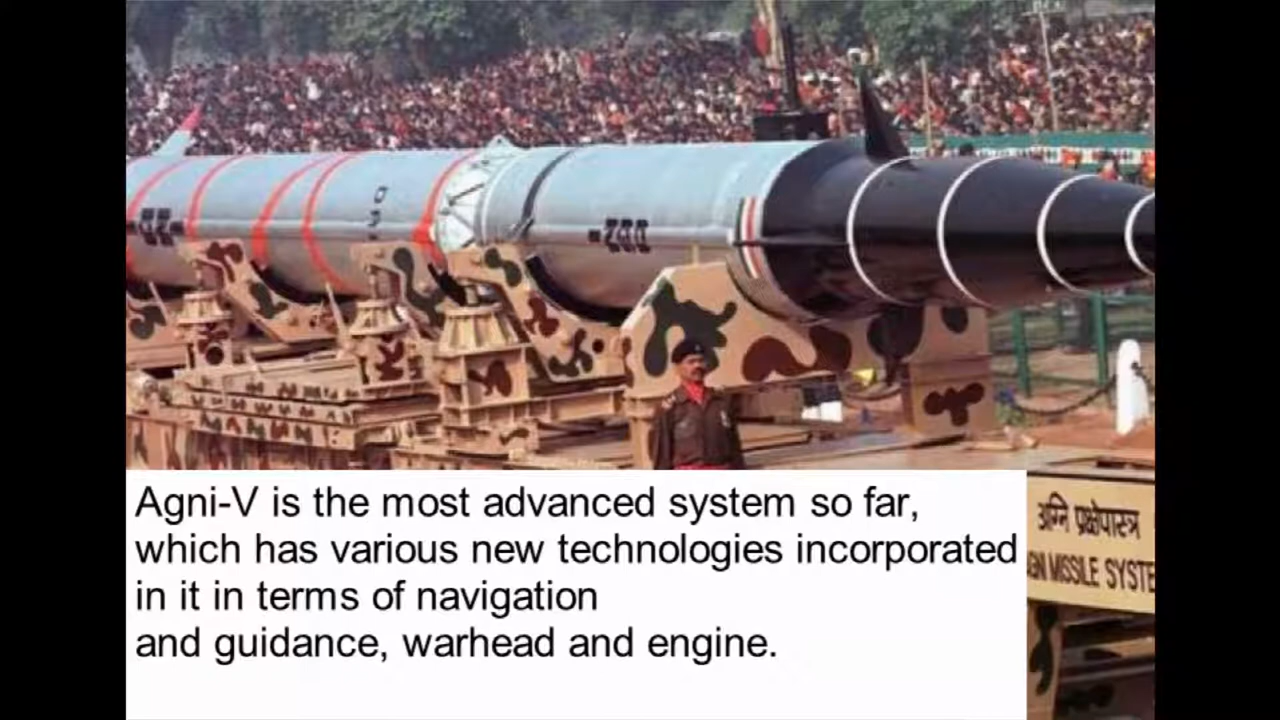 Agni-V is the most advanced system so far,
which has various new technologies incorporated
in it in terms of navigation
and guidance, warhead and engine.
अग्नि प्रक्षेपास्त्र
GNI MISSILE SYSTE